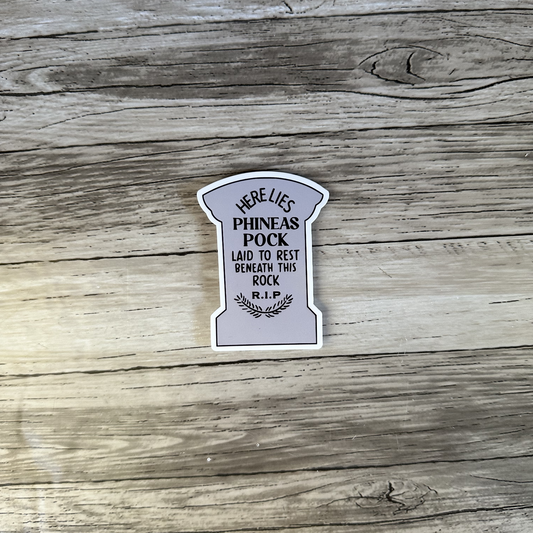 HERE LIES
PHINEAS
POCK
LAID TO REST
BENEATH THIS
ROCK
R.I.P